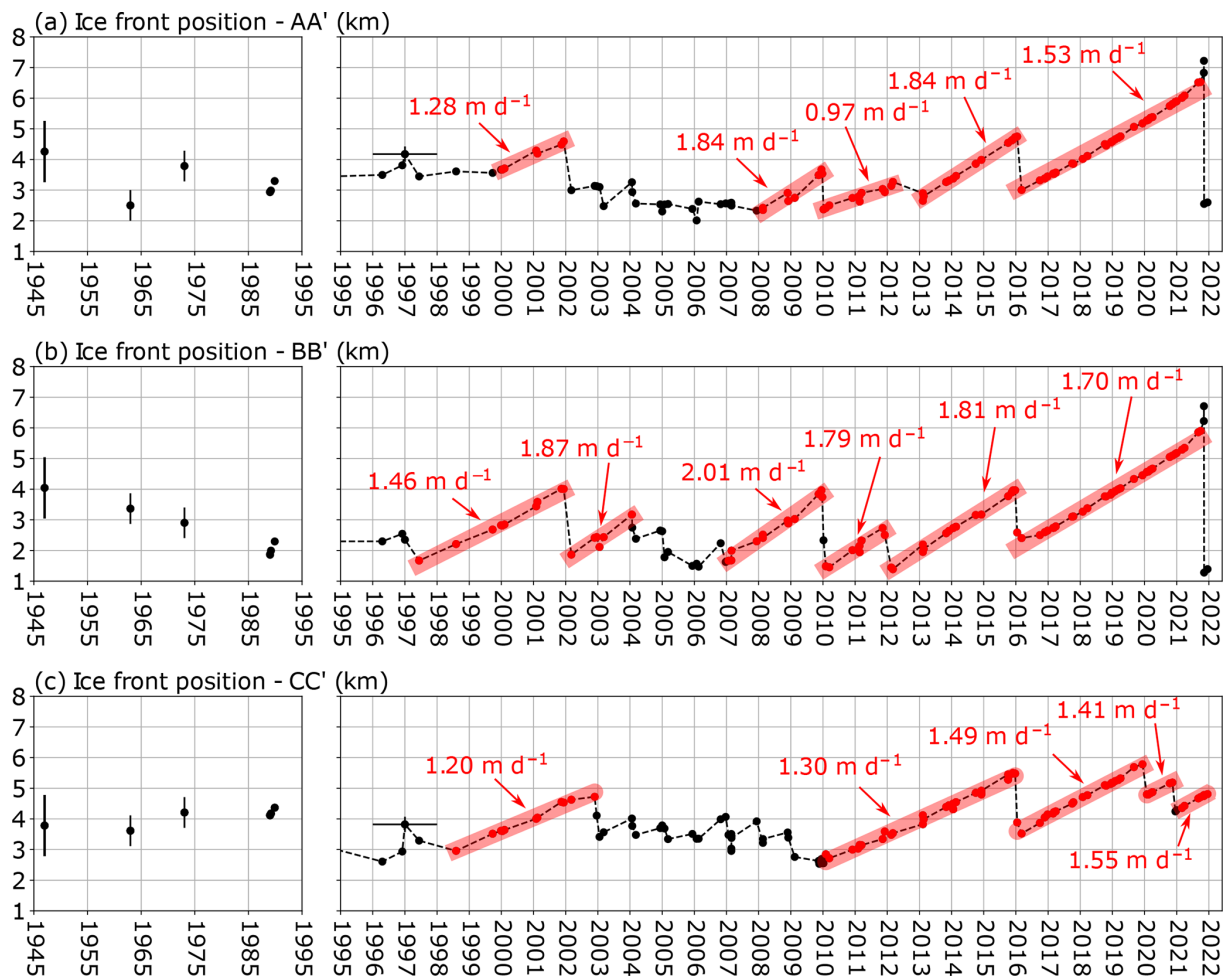 (a) Ice front position - AA' (km)
8
7
6
5
4
3
2
1
1.28 m d⁻¹
1.84 m d⁻¹
0.97 m d⁻¹
1.84 m d⁻¹
1.53 m d⁻¹
1945 1955 1965 1975 1985 1995
1995 1996 1997 1998 1999 2000 2001 2002 2003 2004 2005 2006 2007 2008 2009 2010 2011 2012 2013 2014 2015 2016 2017 2018 2019 2020 2021 2022
(b) Ice front position - BB' (km)
8
7
6
5
4
3
2
1
1.46 m d⁻¹
1.87 m d⁻¹
2.01 m d⁻¹
1.79 m d⁻¹
1.81 m d⁻¹
1.70 m d⁻¹
1945 1955 1965 1975 1985 1995
1995 1996 1997 1998 1999 2000 2001 2002 2003 2004 2005 2006 2007 2008 2009 2010 2011 2012 2013 2014 2015 2016 2017 2018 2019 2020 2021 2022
(c) Ice front position - CC' (km)
8
7
6
5
4
3
2
1
1.20 m d⁻¹
1.30 m d⁻¹
1.49 m d⁻¹
1.41 m d⁻¹
1.55 m d⁻¹
1945 1955 1965 1975 1985 1995
1995 1996 1997 1998 1999 2000 2001 2002 2003 2004 2005 2006 2007 2008 2009 2010 2011 2012 2013 2014 2015 2016 2017 2018 2019 2020 2021 2022